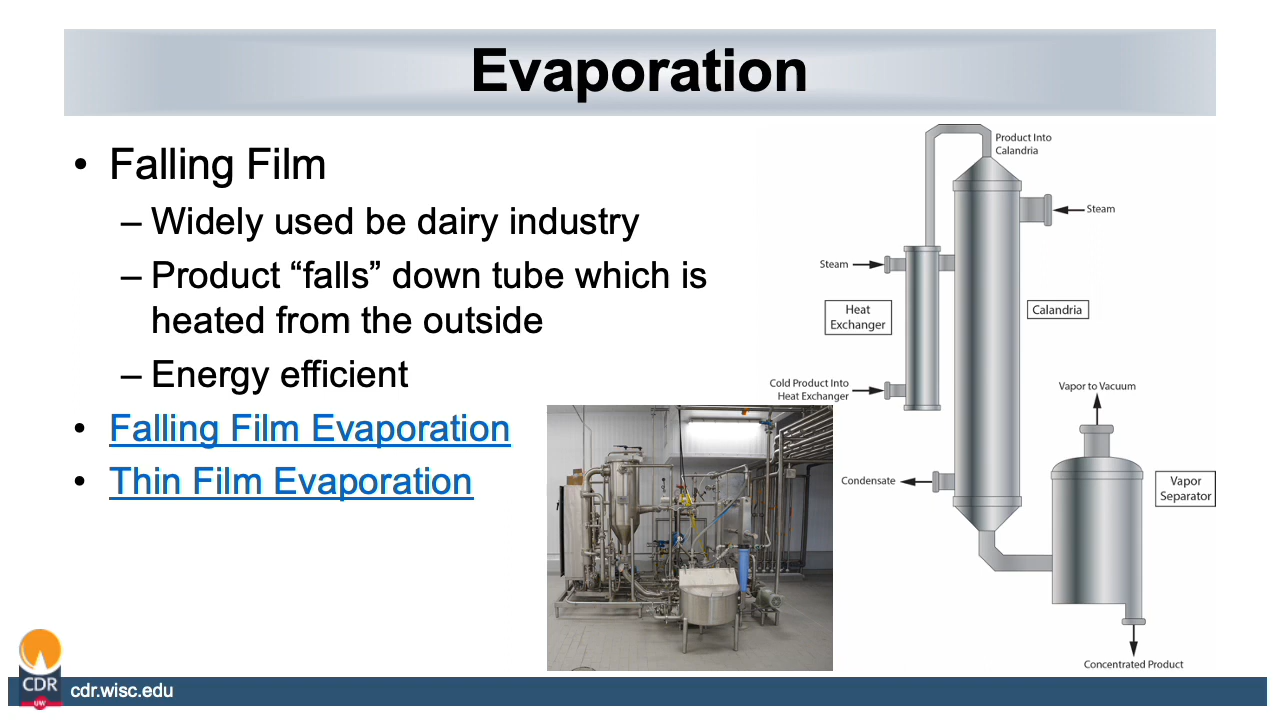 Evaporation
• Falling Film
– Widely used be dairy industry
– Product “falls” down tube which is
heated from the outside
– Energy efficient
• Falling Film Evaporation
• Thin Film Evaporation
Product Into
Calandria
Steam
Steam
Heat
Exchanger
Calandria
Cold Product Into
Heat Exchanger
Vapor to Vacuum
Condensate
Vapor
Separator
Concentrated Product
CDR
UW
cdr.wisc.edu